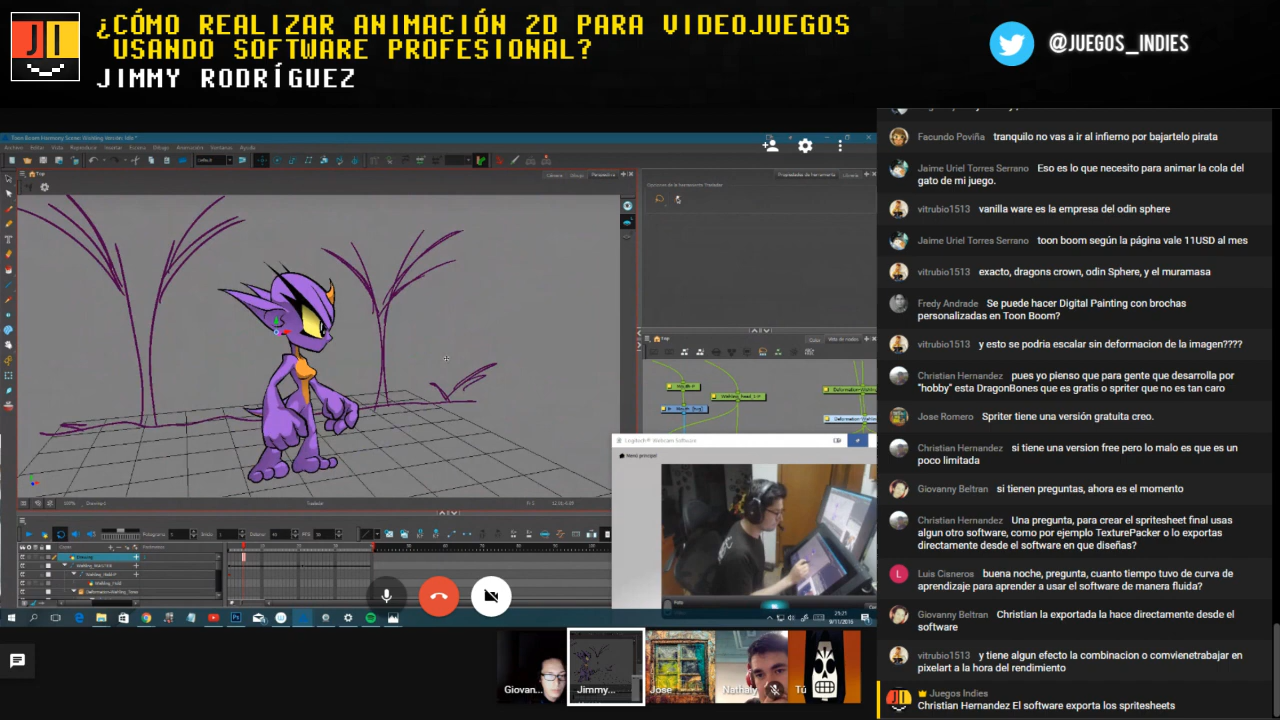 JI
¿CÓMO REALIZAR ANIMACIÓN 2D PARA VIDEOJUEGOS
USANDO SOFTWARE PROFESIONAL?
JIMMY RODRÍGUEZ
@JUEGOS_INDIES
Facundo Poviña tranquilo no vas a ir al infierno por bajartelo pirata
Jaime Uriel Torres Serrano Eso es lo que necesito para animar la cola del
gato de mi juego.
vitrubio1513 vanilla ware es la empresa del odin sphere
Jaime Uriel Torres Serrano toon boom según la página vale 11USD al mes
vitrubio1513 exacto, dragons crown, odin Sphere, y el muramasa
Fredy Andrade Se puede hacer Digital Painting con brochas
personalizadas en Toon Boom?
vitrubio1513 y esto se podria escalar sin deformacion de la imagen????
Christian Hernandez pues yo pienso que para gente que desarrolla por
"hobby" esta DragonBones que es gratis o spriter que no es tan caro
Jose Romero Spriter tiene una versión gratuita creo.
Christian Hernandez si tiene una version free pero lo malo es que es un
poco limitada
Giovanny Beltran si tienen preguntas, ahora es el momento
Christian Hernandez Una pregunta, para crear el spritesheet final usas
algun otro software, como por ejemplo TexturePacker o lo exportas
directamente desde el software en que diseñas?
Luis Cisneros buena noche, pregunta, cuanto tiempo tuvo de curva de
aprendizaje para aprender a usar el software de manera fluida?
Giovanny Beltran Christian la exportada la hace directamente desde el
software
vitrubio1513 y tiene algun efecto la combinacion o comvienetrabajar en
pixelart a la hora del rendimiento
Juegos Indies
Christian Hernandez El software exporta los spritesheets
Top
Logitech Webcam Software
Menú principal
21:21
9/11/2016
Giovan...
Jimmy...
Jose
Nathaly
Tú